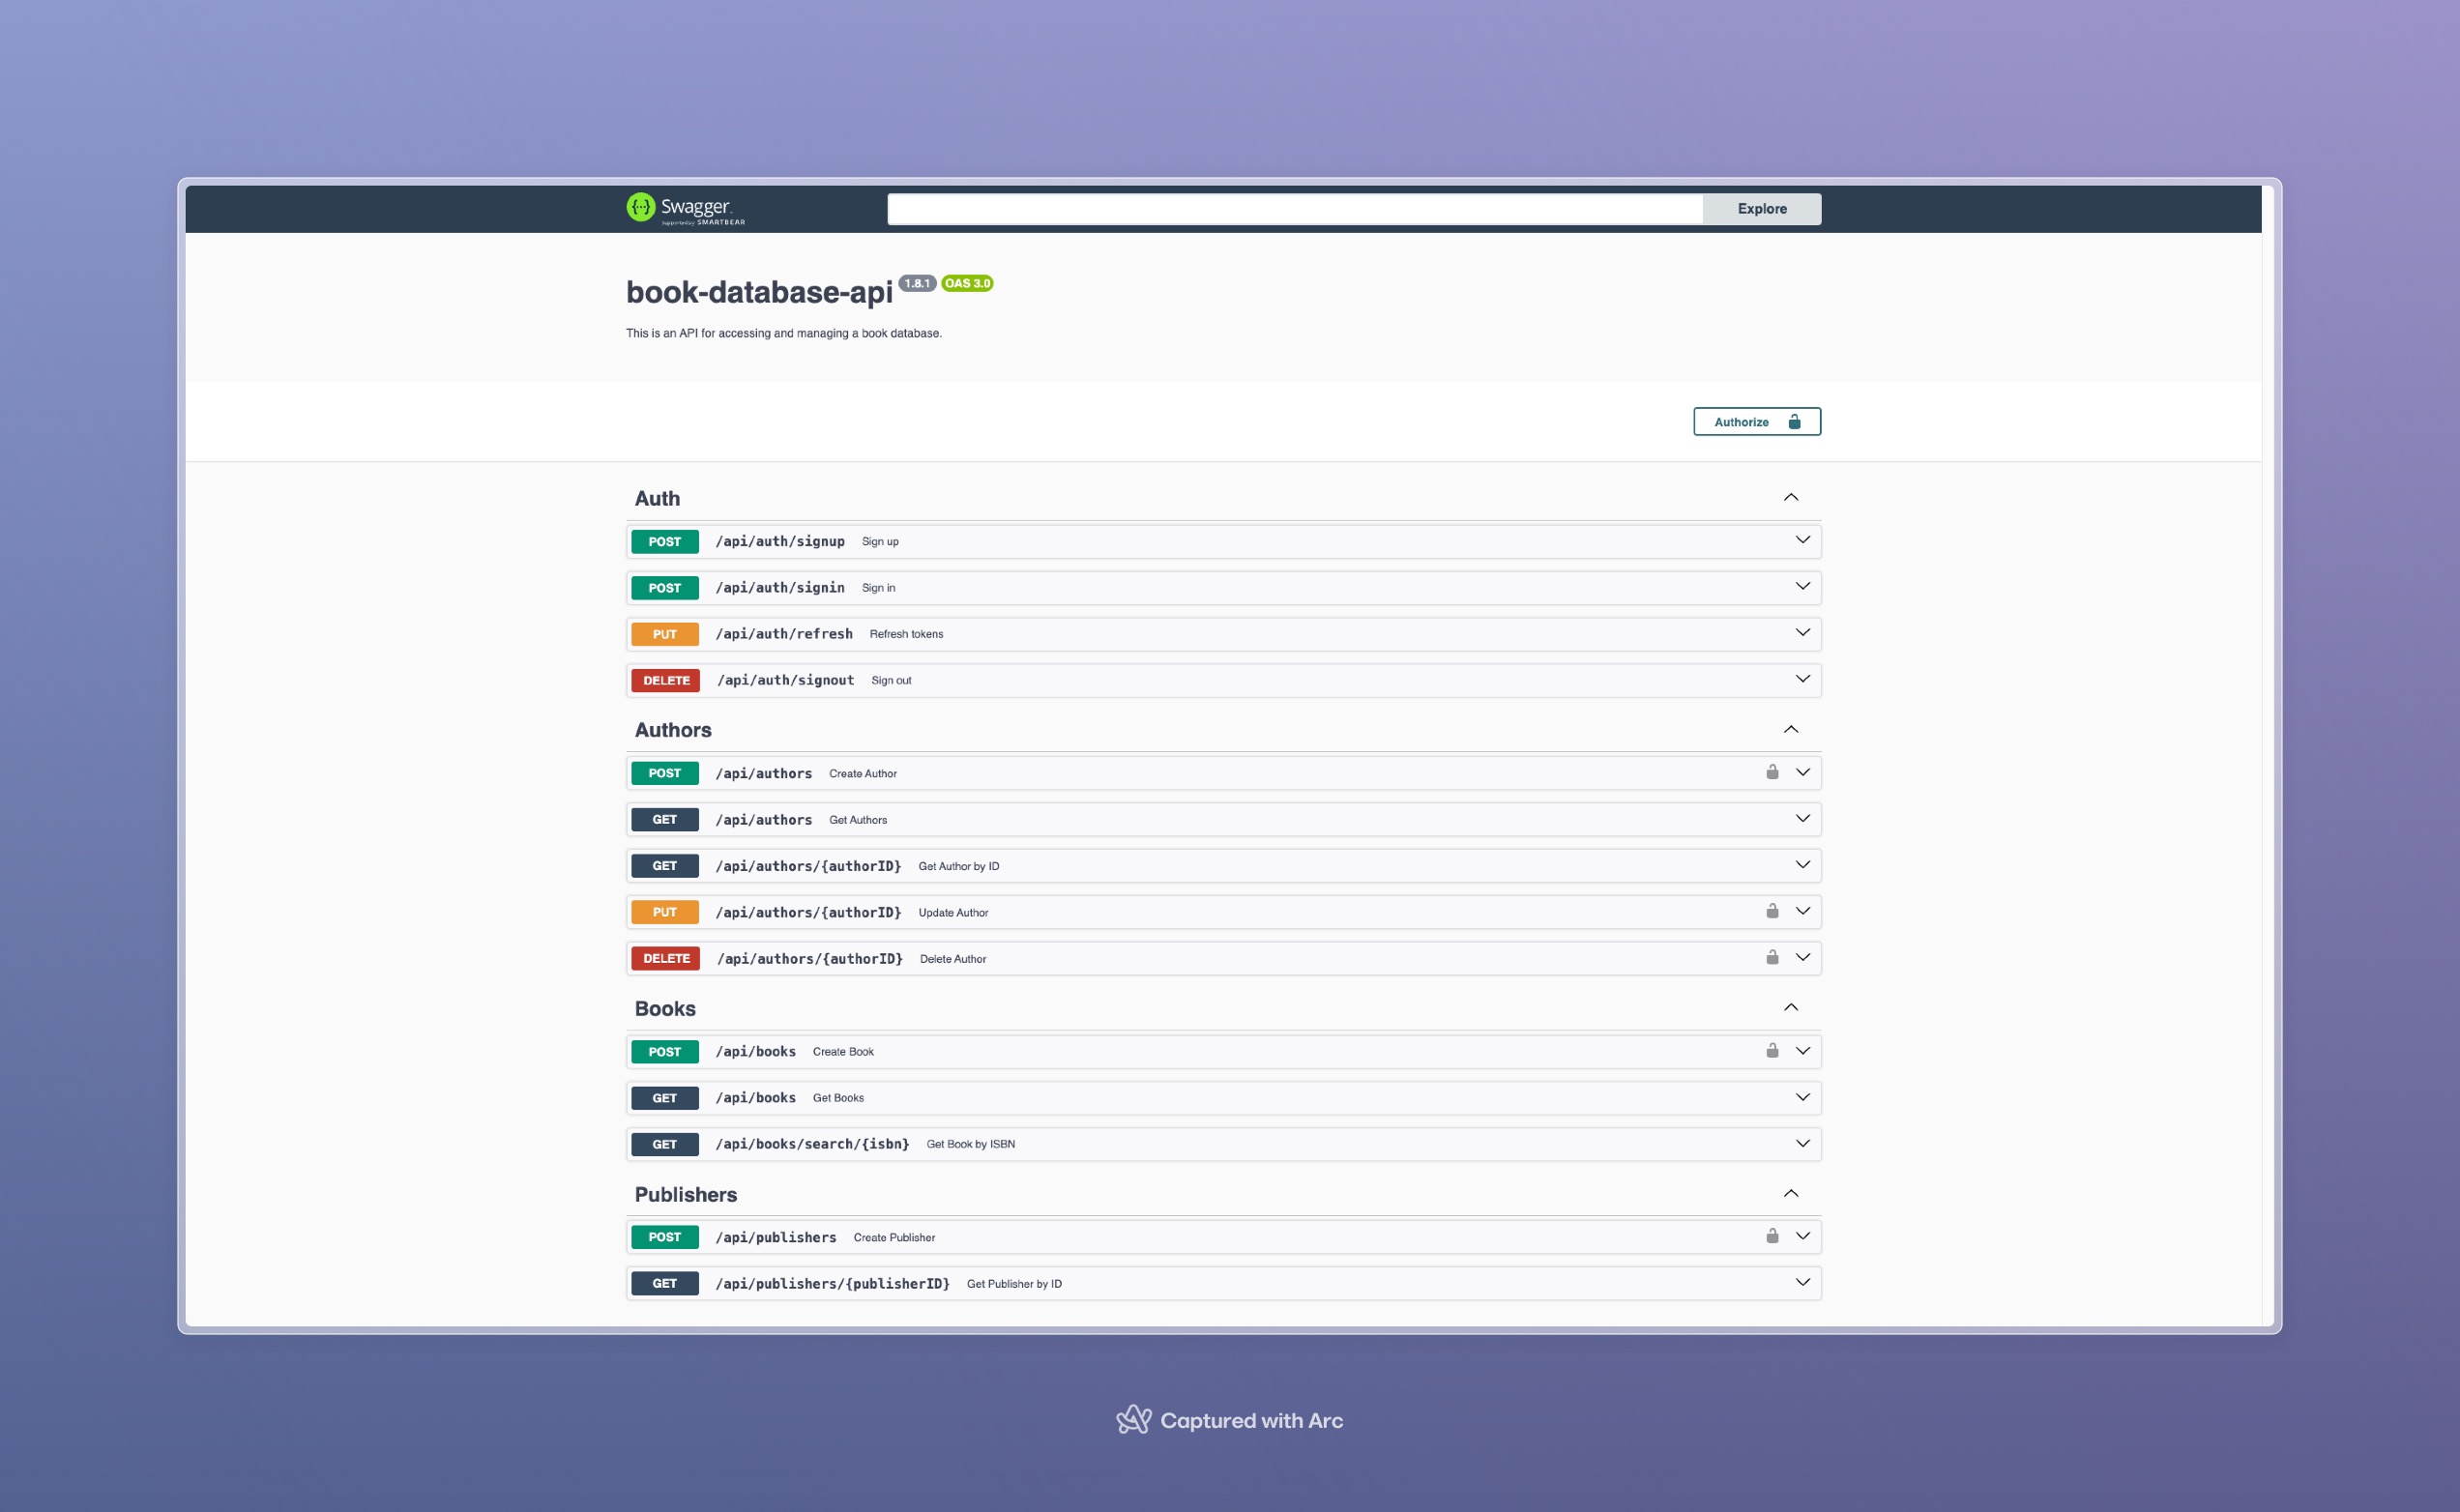 {...} Swagger.
Supported by SMARTBEAR
Explore
book-database-api 1.8.1 OAS 3.0
This is an API for accessing and managing a book database.
Authorize
Auth
POST /api/auth/signup Sign up
POST /api/auth/signin Sign in
PUT /api/auth/refresh Refresh tokens
DELETE /api/auth/signout Sign out
Authors
POST /api/authors Create Author
GET /api/authors Get Authors
GET /api/authors/{authorID} Get Author by ID
PUT /api/authors/{authorID} Update Author
DELETE /api/authors/{authorID} Delete Author
Books
POST /api/books Create Book
GET /api/books Get Books
GET /api/books/search/{isbn} Get Book by ISBN
Publishers
POST /api/publishers Create Publisher
GET /api/publishers/{publisherID} Get Publisher by ID
Captured with Arc